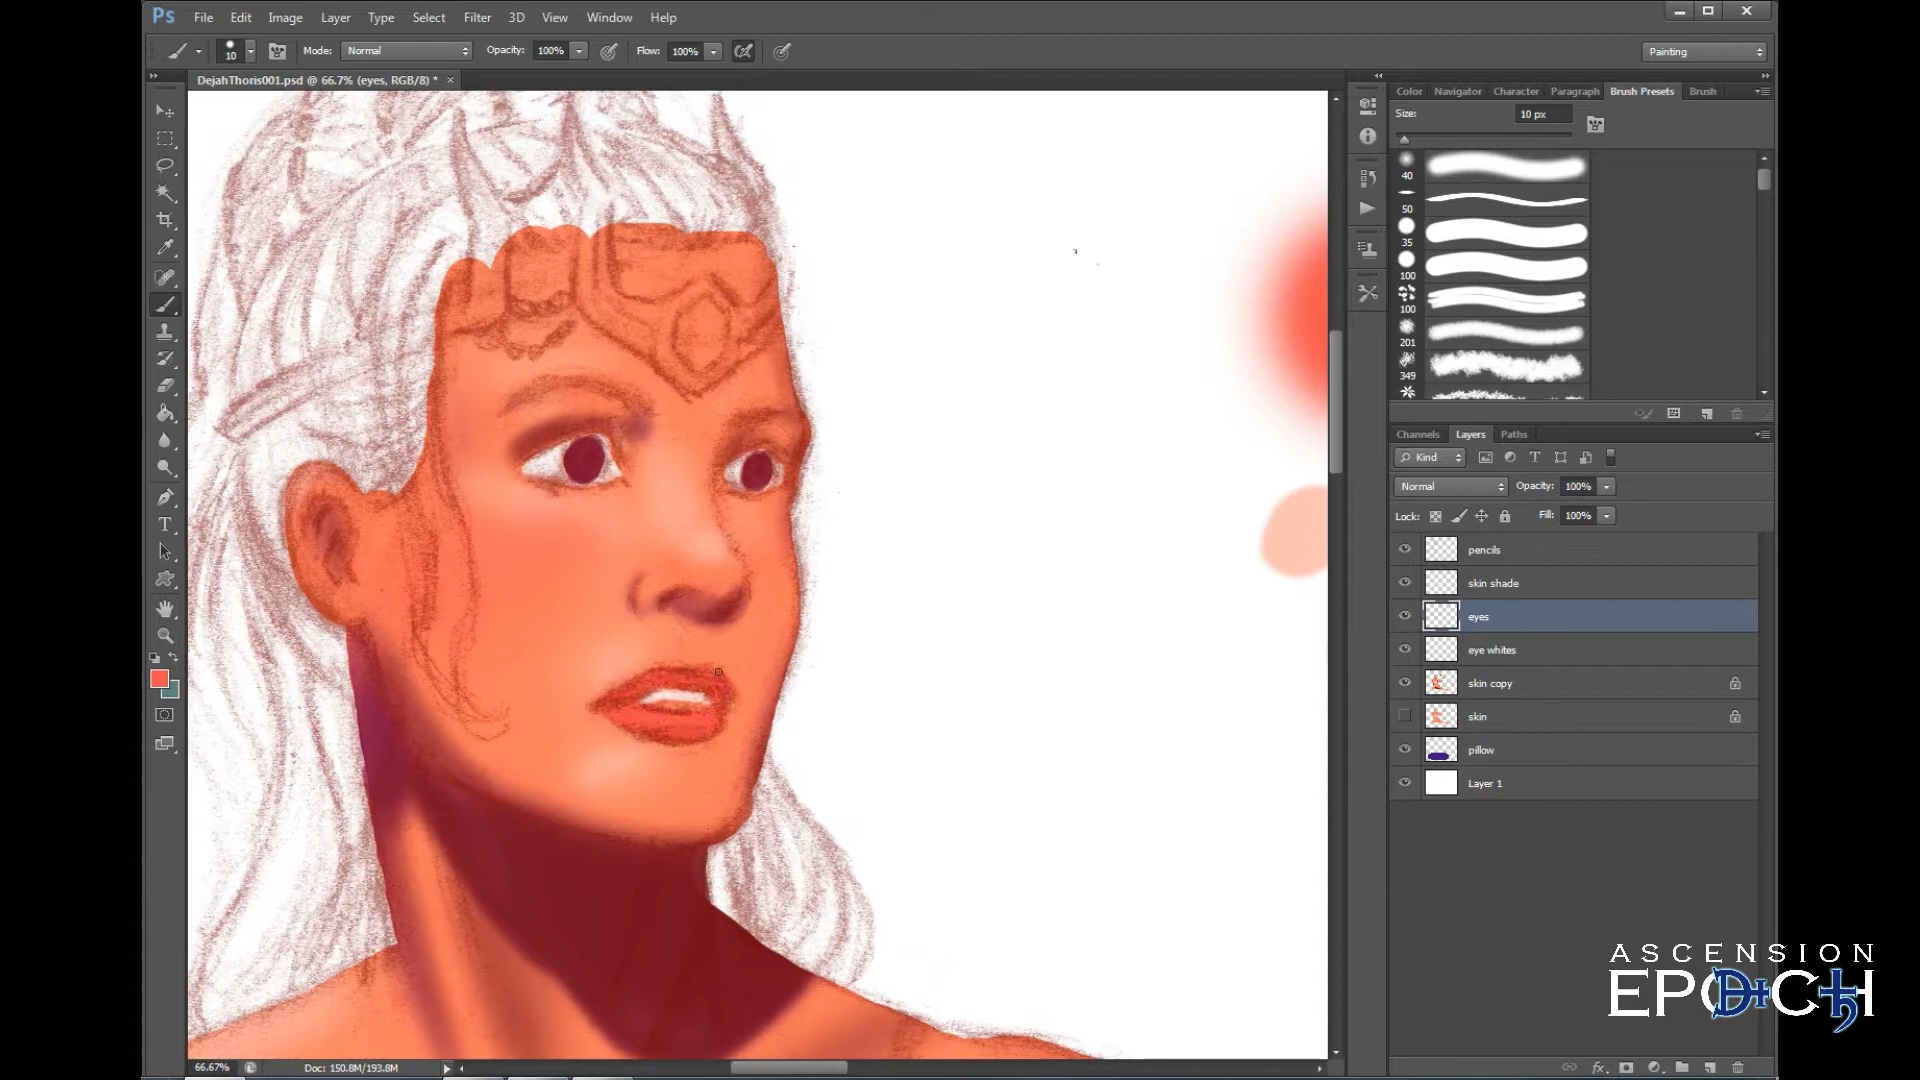 Ps File Edit Image Layer Type Select Filter 3D View Window Help
10 Mode: Normal Opacity: 100% Flow: 100% Painting
DejahThoris001.psd @ 66.7% (eyes, RGB/8) *
Color Navigator Character Paragraph Brush Presets Brush
Size: 10 px
40
50
35
100
100
201
349
Channels Layers Paths
Kind
Normal Opacity: 100%
Lock: Fill: 100%
pencils
skin shade
eyes
eye whites
skin copy
skin
pillow
Layer 1
ASCENSION
EPOCH
66.67% Doc: 150.8M/193.8M